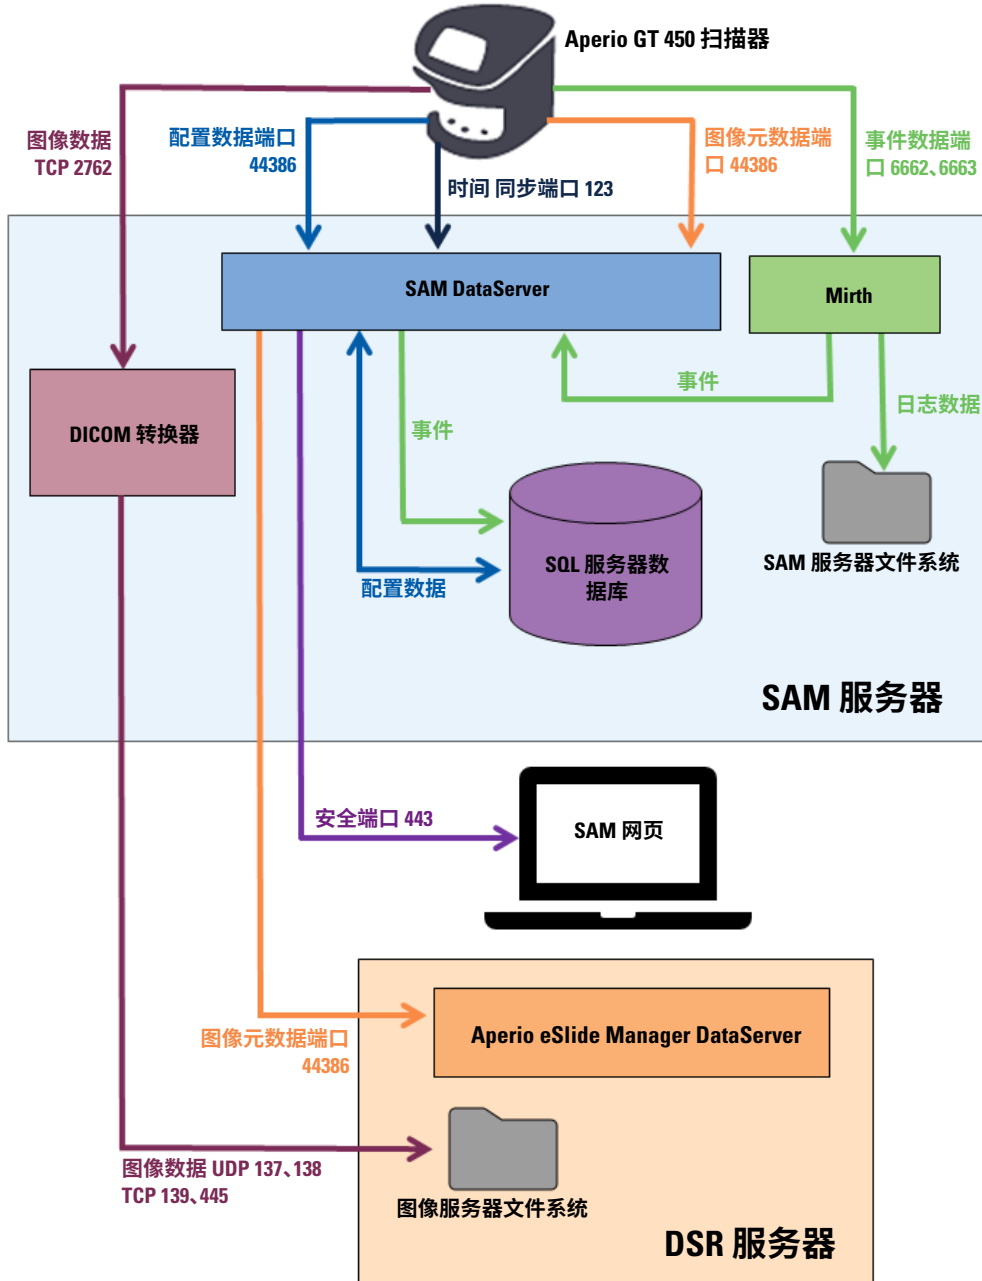 Aperio GT 450 扫描器
图像数据
TCP 2762
配置数据端口
44386
时间 同步端口 123
图像元数据端
口 44386
事件数据端
口 6662、6663
SAM DataServer
Mirth
DICOM 转换器
事件
事件
日志数据
SQL 服务器数
据库
配置数据
SAM 服务器文件系统
SAM 服务器
安全端口 443
SAM 网页
图像元数据端口
44386
Aperio eSlide Manager DataServer
图像数据 UDP 137、138
TCP 139、445
图像服务器文件系统
DSR 服务器